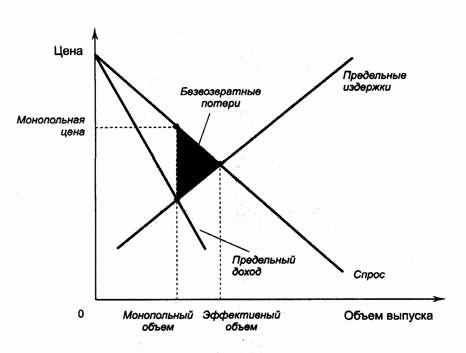 Цена
Предельные
издержки
Безвозвратные
потери
Монопольная
цена
Предельный
доход
Спрос
0
Монопольный
объем
Эффективный
объем
Объем выпуска